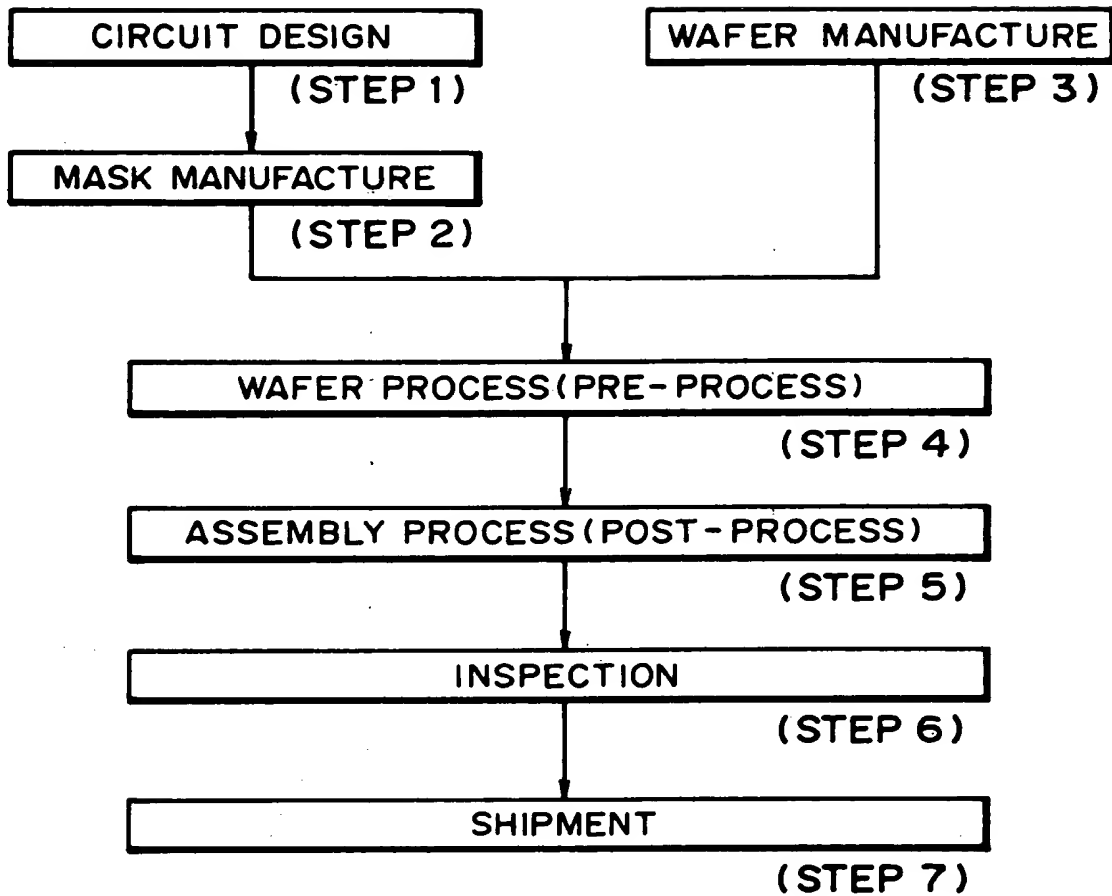 CIRCUIT DESIGN
(STEP 1)
WAFER MANUFACTURE
(STEP 3)
MASK MANUFACTURE
(STEP 2)
WAFER PROCESS(PRE-PROCESS)
(STEP 4)
ASSEMBLY PROCESS(POST-PROCESS)
(STEP 5)
INSPECTION
(STEP 6)
SHIPMENT
(STEP 7)